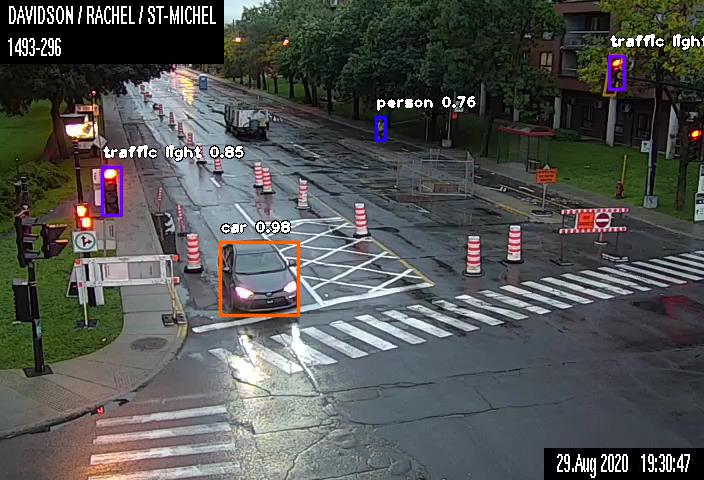 DAVIDSON / RACHEL / ST-MICHEL
1493-296
traffic light
person 0.76
traffic light 0.85
car 0.98
29.Aug 2020 19:30:47